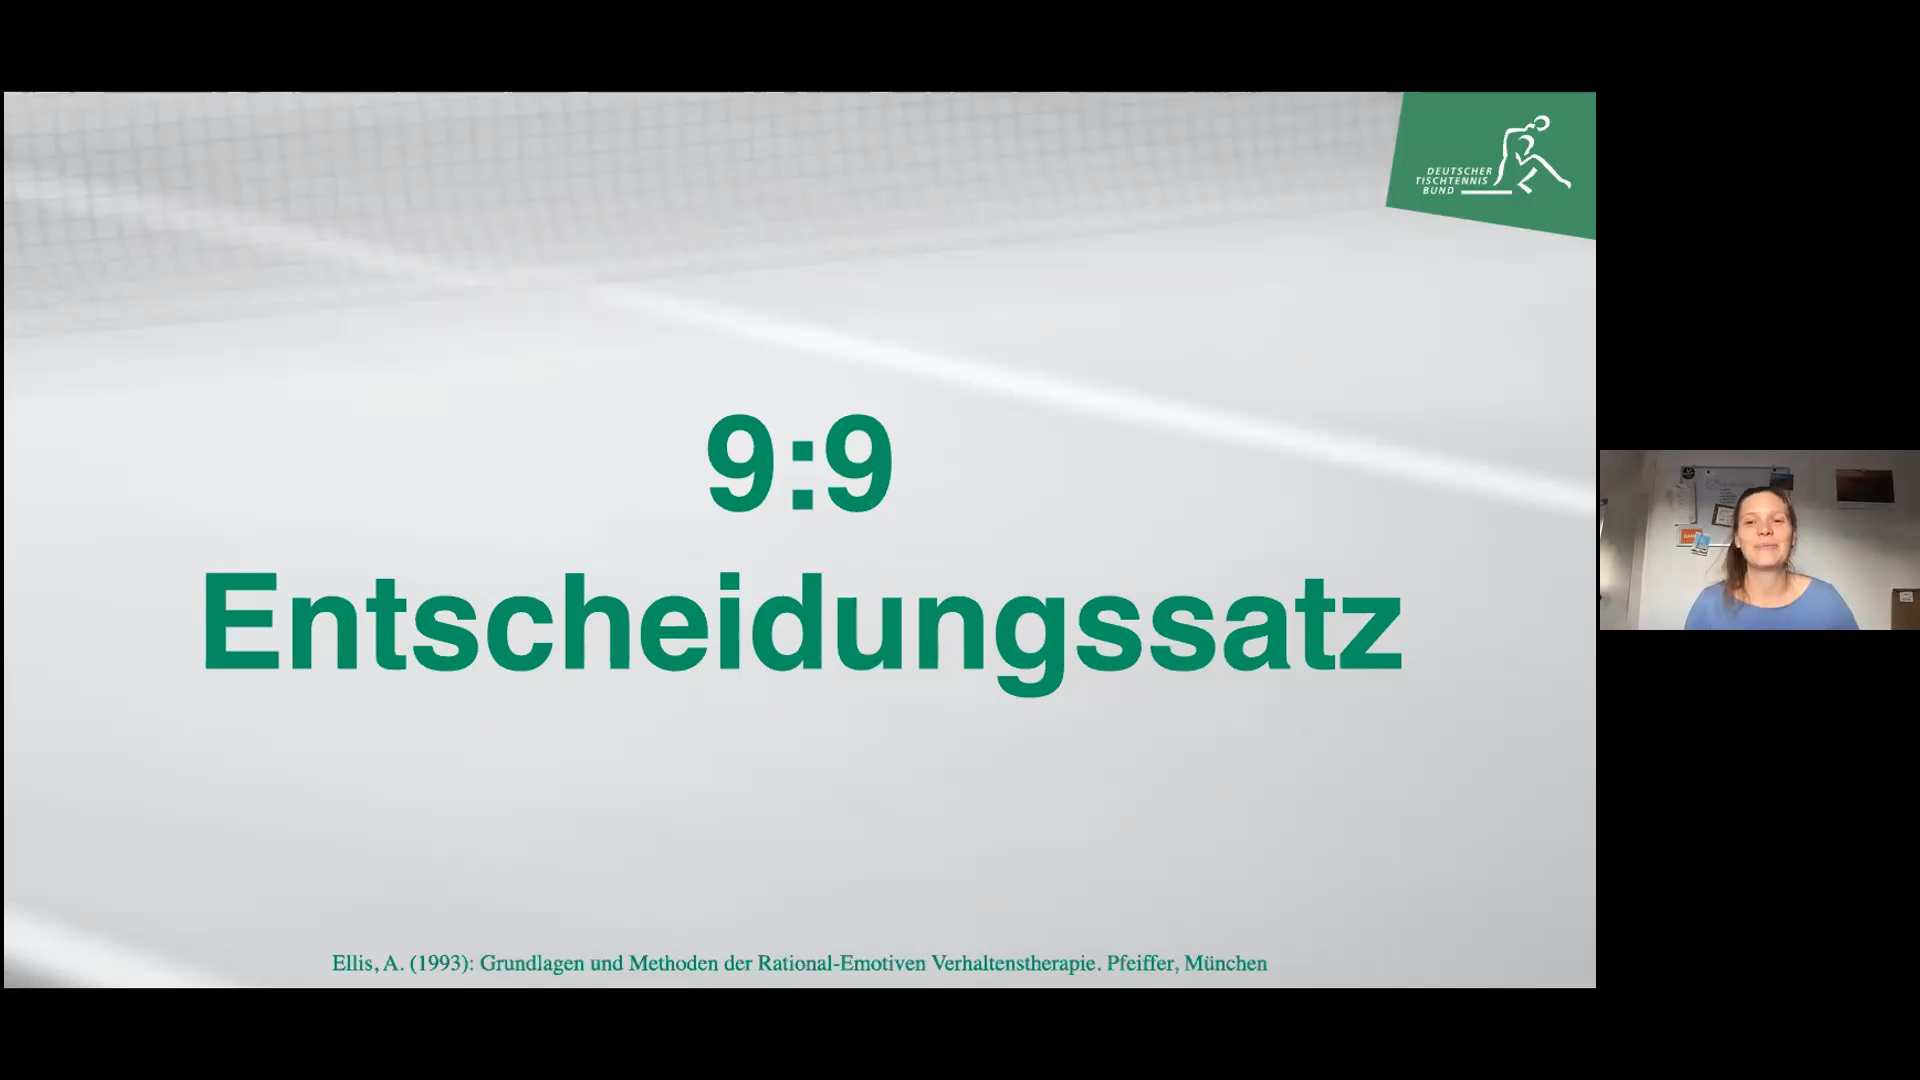 DEUTSCHER
TISCHTENNIS
BUND
9:9
Entscheidungssatz
Ellis, A. (1993): Grundlagen und Methoden der Rational-Emotiven Verhaltenstherapie. Pfeiffer, München